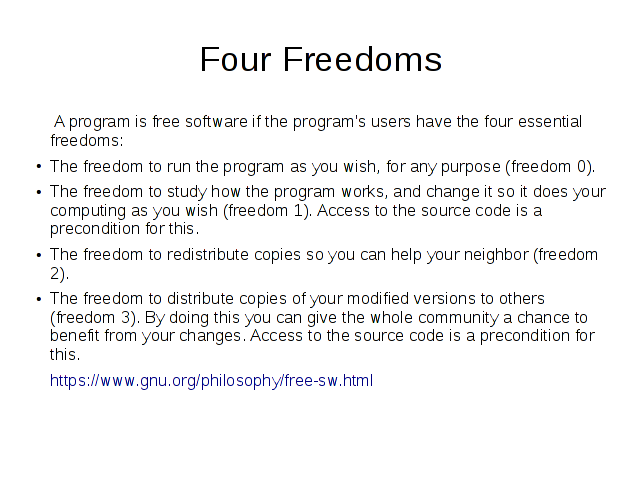 Four Freedoms
A program is free software if the program's users have the four essential
freedoms:
• The freedom to run the program as you wish, for any purpose (freedom 0).
• The freedom to study how the program works, and change it so it does your
computing as you wish (freedom 1). Access to the source code is a
precondition for this.
• The freedom to redistribute copies so you can help your neighbor (freedom
2).
• The freedom to distribute copies of your modified versions to others
(freedom 3). By doing this you can give the whole community a chance to
benefit from your changes. Access to the source code is a precondition for
this.
https://www.gnu.org/philosophy/free-sw.html